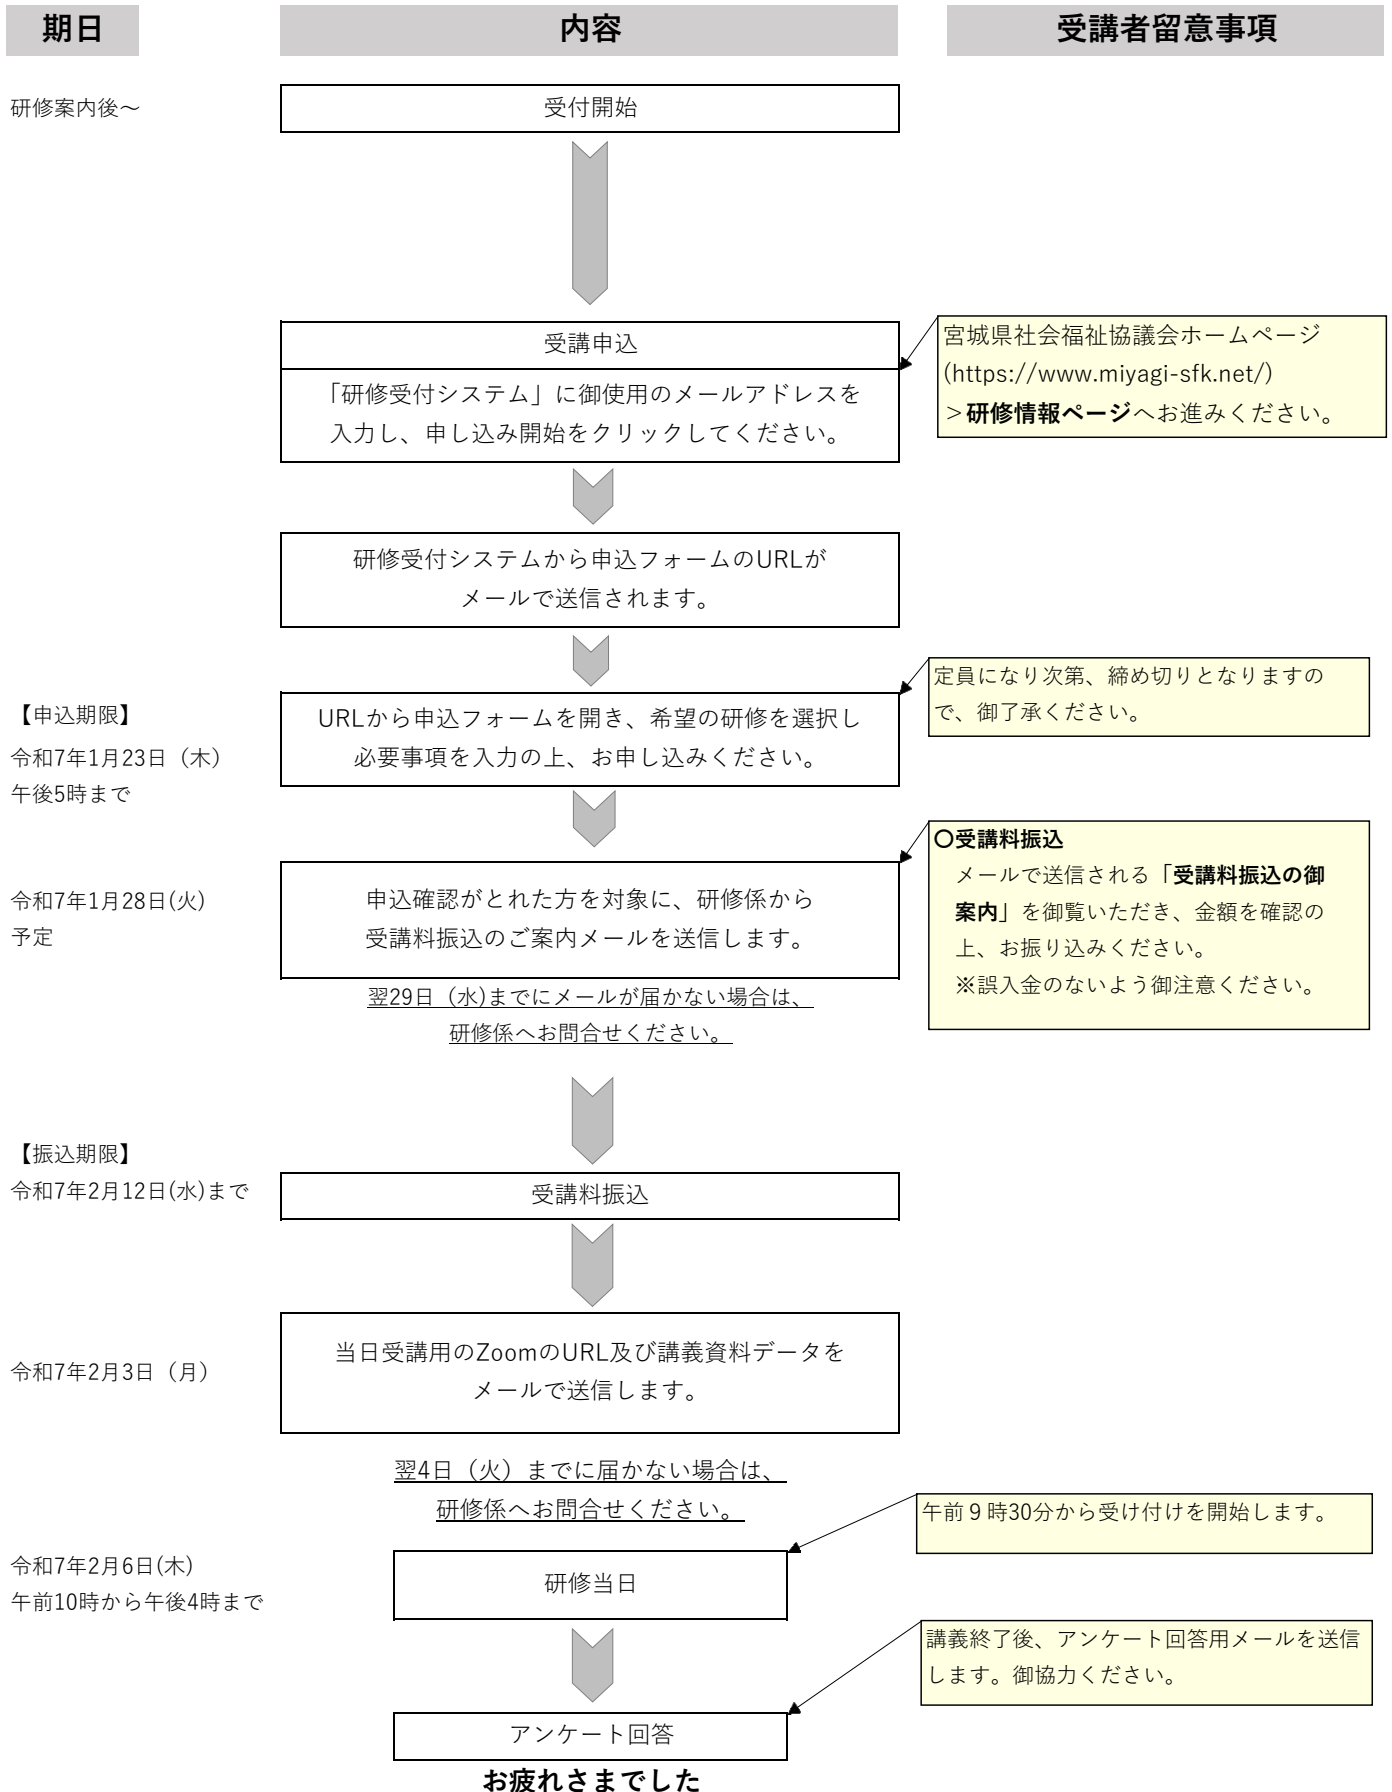 期日
内容
受講者留意事項
研修案内後～
受付開始
受講申込
「研修受付システム」に御使用のメールアドレスを
入力し、申し込み開始をクリックしてください。
宮城県社会福祉協議会ホームページ
(https://www.miyagi-sfk.net/)
＞研修情報ページへお進みください。
研修受付システムから申込フォームのURLが
メールで送信されます。
【申込期限】
令和7年1月23日（木）
午後5時まで
URLから申込フォームを開き、希望の研修を選択し
必要事項を入力の上、お申し込みください。
定員になり次第、締め切りとなりますの
で、御了承ください。
令和7年1月28日(火)
予定
申込確認がとれた方を対象に、研修係から
受講料振込のご案内メールを送信します。
翌29日（水)までにメールが届かない場合は、
研修係へお問合せください。
〇受講料振込
メールで送信される「受講料振込の御
案内」を御覧いただき、金額を確認の
上、お振り込みください。
※誤入金のないよう御注意ください。
【振込期限】
令和7年2月12日(水)まで
受講料振込
令和7年2月3日（月）
当日受講用のZoomのURL及び講義資料データを
メールで送信します。
翌4日（火）までに届かない場合は、
研修係へお問合せください。
午前９時30分から受け付けを開始します。
令和7年2月6日(木)
午前10時から午後4時まで
研修当日
講義終了後、アンケート回答用メールを送信
します。御協力ください。
アンケート回答
お疲れさまでした